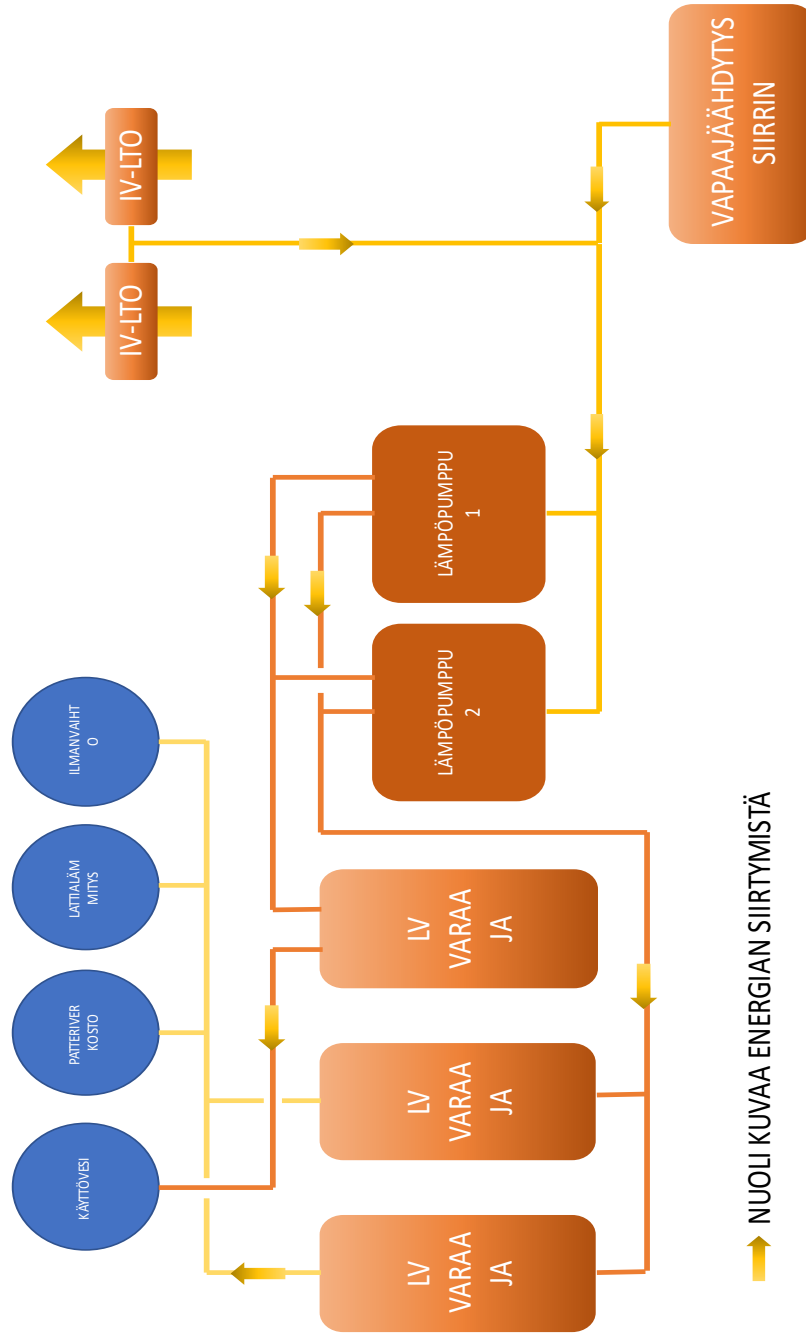 KÄYTTÖVESI
PATTERIVER
KOSTO
LATTIALÄM
MITYS
ILMANVAIHT
O
IV-LTO
IV-LTO
LV
VARAA
JA
LV
VARAA
JA
LV
VARAA
JA
LÄMPÖPUMPPU
2
LÄMPÖPUMPPU
1
VAPAAJÄÄHDYTYS
SIIRRIN
NUOLI KUVAA ENERGIAN SIIRTYMISTÄ